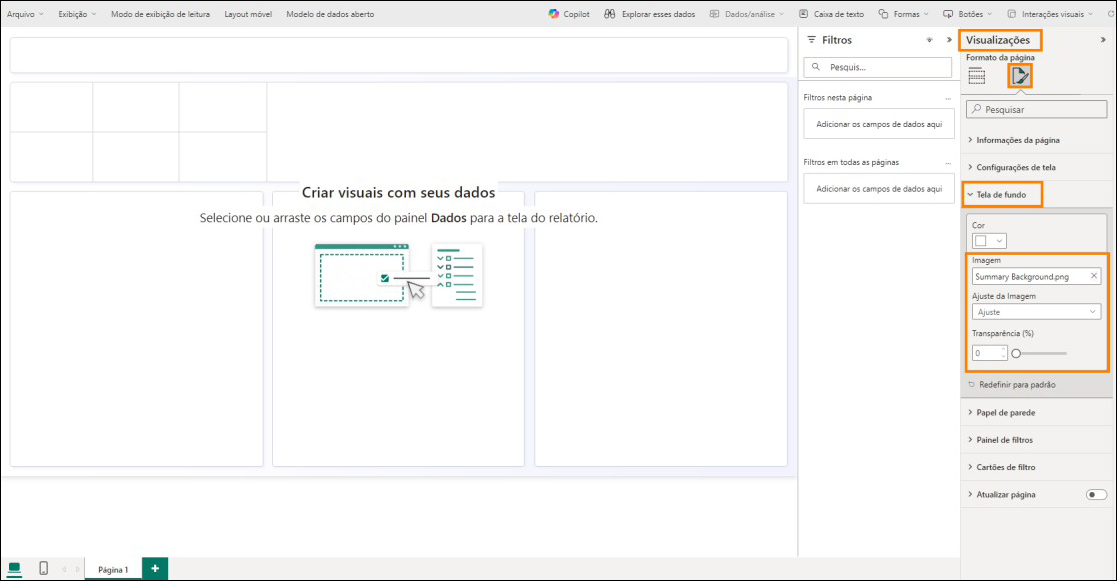 Arquivo Exibição Modo de exibição de leitura Layout móvel Modelo de dados aberto Copilot Explorar esses dados Dados/análise Caixa de texto Formas Botões Interações visuais
Criar visuais com seus dados
Selecione ou arraste os campos do painel Dados para a tela do relatório.
Filtros
Pesquis...
Filtros nesta página ...
Adicionar os campos de dados aqui
Filtros em todas as páginas ...
Adicionar os campos de dados aqui
Visualizações
Formato da página
Pesquisar
Informações da página
Configurações de tela
Tela de fundo
Cor
Imagem
Summary Background.png
Ajuste da Imagem
Ajuste
Transparência (%)
0
Redefinir para padrão
Papel de parede
Painel de filtros
Cartões de filtro
Atualizar página
Página 1